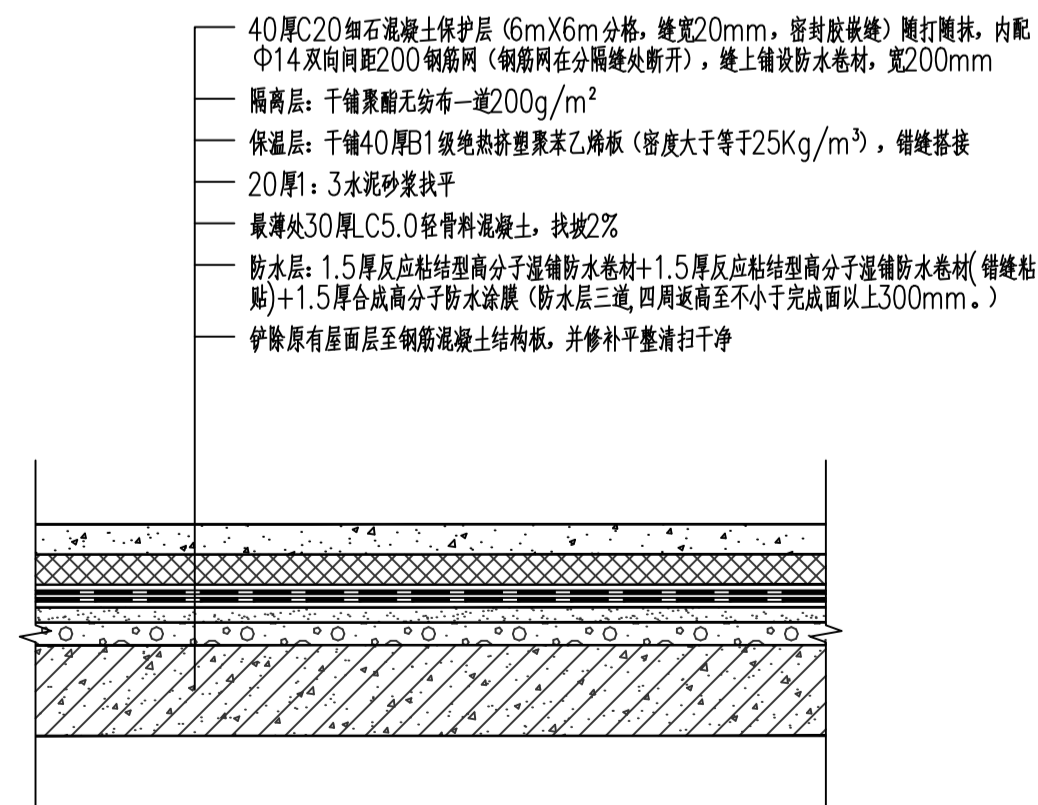 40厚C20细石混凝土保护层（6mX6m分格，缝宽20mm，密封胶嵌缝）随打随抹，内配
Φ14双向间距200钢筋网（钢筋网在分隔缝处断开），缝上铺设防水卷材，宽200mm
隔离层：干铺聚酯无纺布一道200g/m²
保温层：干铺40厚B1级绝热挤塑聚苯乙烯板（密度大于等于25Kg/m³），错缝搭接
20厚1：3水泥砂浆找平
最薄处30厚LC5.0轻骨料混凝土，找坡2%
防水层：1.5厚反应粘结型高分子湿铺防水卷材+1.5厚反应粘结型高分子湿铺防水卷材(错缝粘
贴)+1.5厚合成高分子防水涂膜（防水层三道,四周返高至不小于完成面以上300mm。）
铲除原有屋面层至钢筋混凝土结构板，并修补平整清扫干净